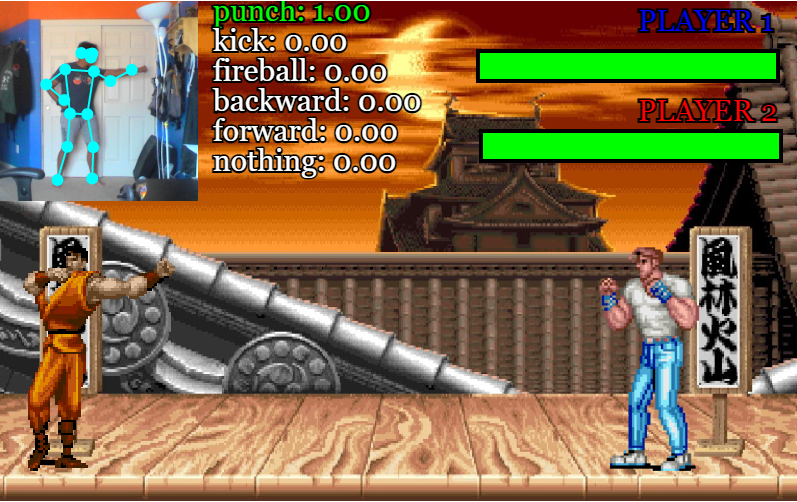 punch: 1.00
kick: 0.00
fireball: 0.00
backward: 0.00
forward: 0.00
nothing: 0.00
PLAYER 1
PLAYER 2
風
林
火
山